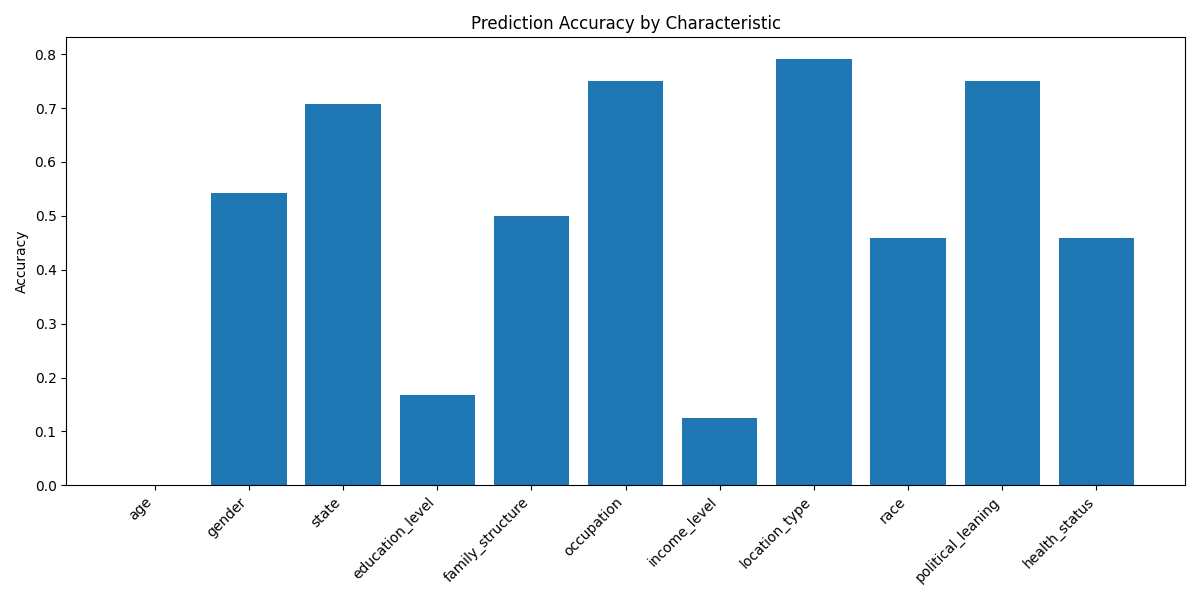 Prediction Accuracy by Characteristic
Accuracy
0.8
0.7
0.6
0.5
0.4
0.3
0.2
0.1
0.0
age
gender
state
education_level
family_structure
occupation
income_level
location_type
race
political_leaning
health_status